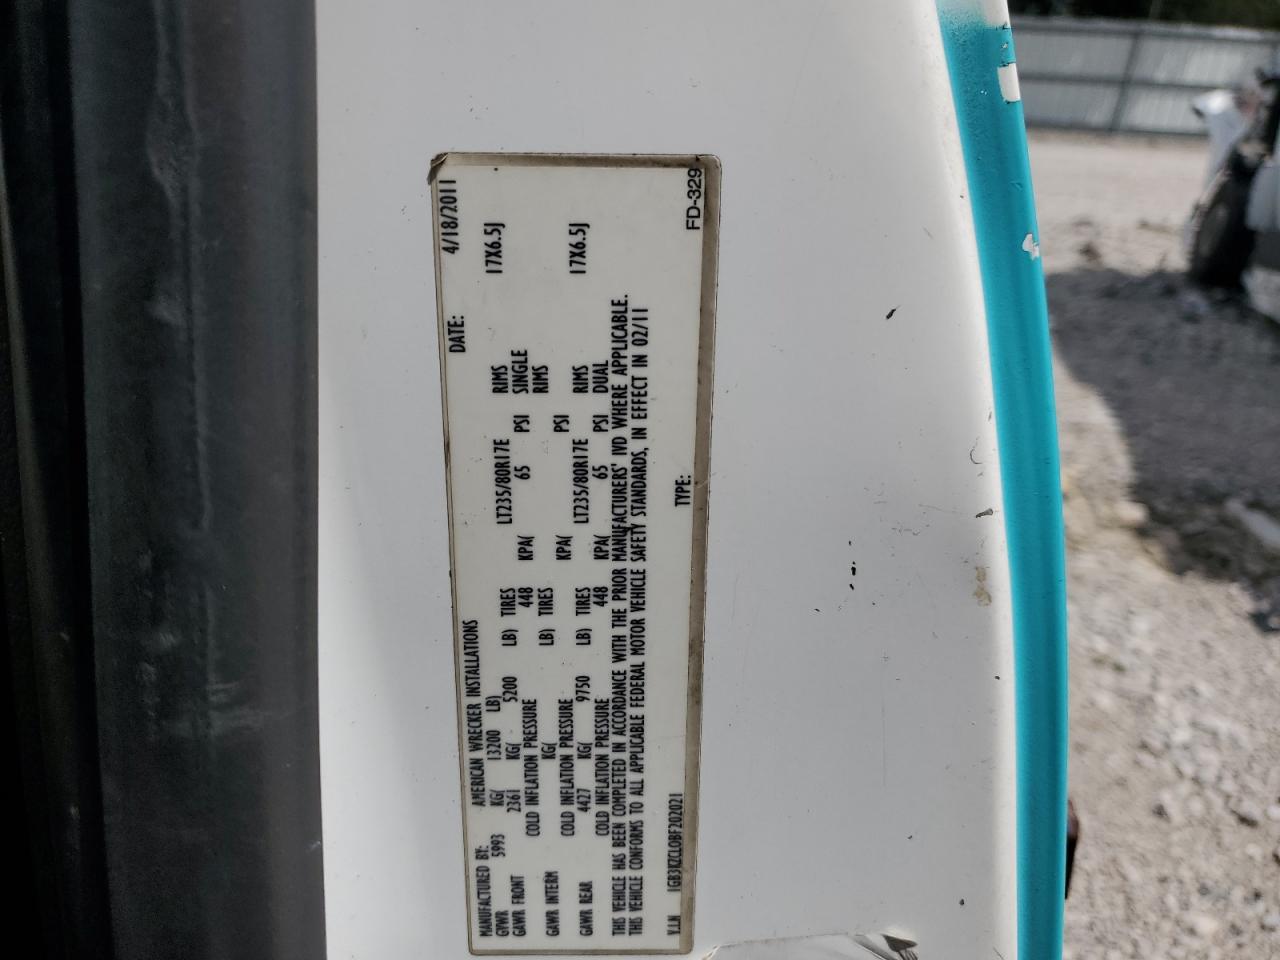 MANUFACTURED BY: AMERICAN WRECKER INSTALLATIONS DATE: 4/18/2011
GVWR 5993 KG( 13200 LB)
GAWR FRONT 2361 KG( 5200 LB) TIRES LT235/80R17E RIMS 17X6.5J
COLD INFLATION PRESSURE 448 KPA( 65 PSI SINGLE
GAWR INTERM KG( LB) TIRES RIMS
COLD INFLATION PRESSURE KPA( PSI
GAWR REAR 4427 KG( 9750 LB) TIRES LT235/80R17E RIMS 17X6.5J
COLD INFLATION PRESSURE 448 KPA( 65 PSI DUAL
THIS VEHICLE HAS BEEN COMPLETED IN ACCORDANCE WITH THE PRIOR MANUFACTURERS' IVD WHERE APPLICABLE.
THIS VEHICLE CONFORMS TO ALL APPLICABLE FEDERAL MOTOR VEHICLE SAFETY STANDARDS, IN EFFECT IN 02/11
V.I.N 1GB3KZCL0BF202021 TYPE:
FD-329